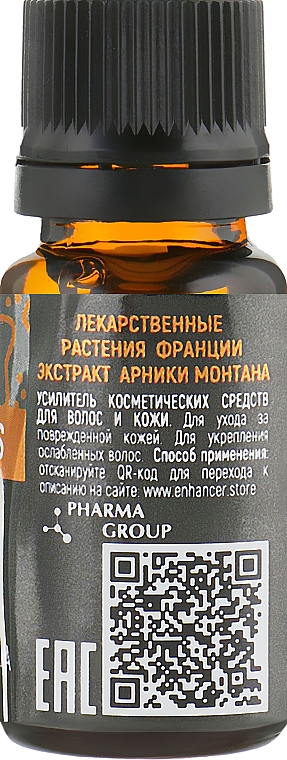 ЛЕКАРСТВЕННЫЕ
РАСТЕНИЯ ФРАНЦИИ
ЭКСТРАКТ АРНИКИ МОНТАНА
УСИЛИТЕЛЬ КОСМЕТИЧЕСКИХ СРЕДСТВ
ДЛЯ ВОЛОС И КОЖИ. Для ухода за
поврежденной кожей. Для укрепления
ослабленных волос. Способ применения:
отсканируйте QR-код для перехода к
описанию на сайте: www.enhancer.store
PHARMA
GROUP
EAC